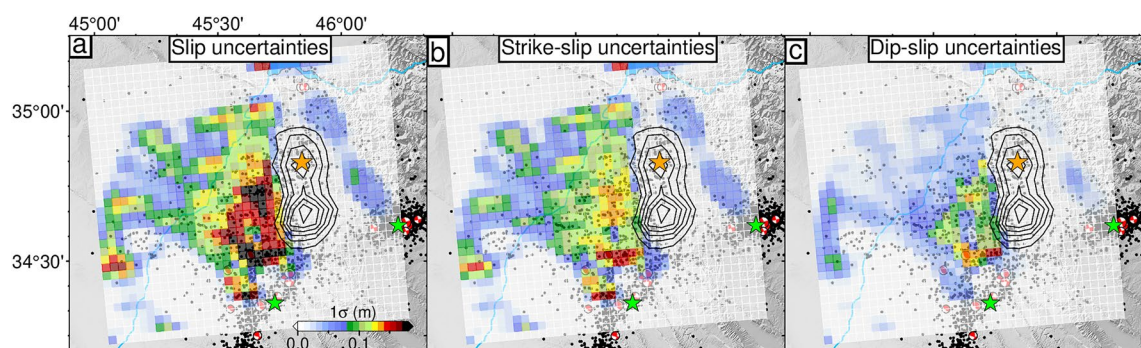 45°00' 45°30' 46°00'
a Slip uncertainties b Strike-slip uncertainties c Dip-slip uncertainties
35°00'
34°30'
1σ (m)
0.0 0.1